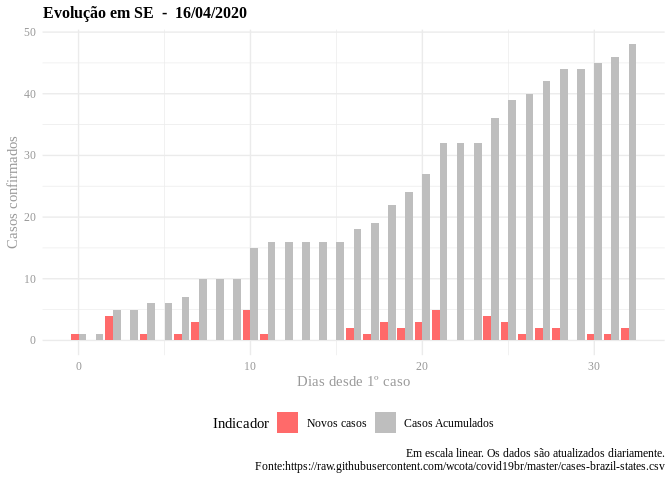 Evolução em SE  -  16/04/2020
50
40
30
20
10
0
Casos confirmados
0 10 20 30
Dias desde 1º caso
Indicador Novos casos Casos Acumulados
Em escala linear. Os dados são atualizados diariamente.
Fonte:https://raw.githubusercontent.com/wcota/covid19br/master/cases-brazil-states.csv